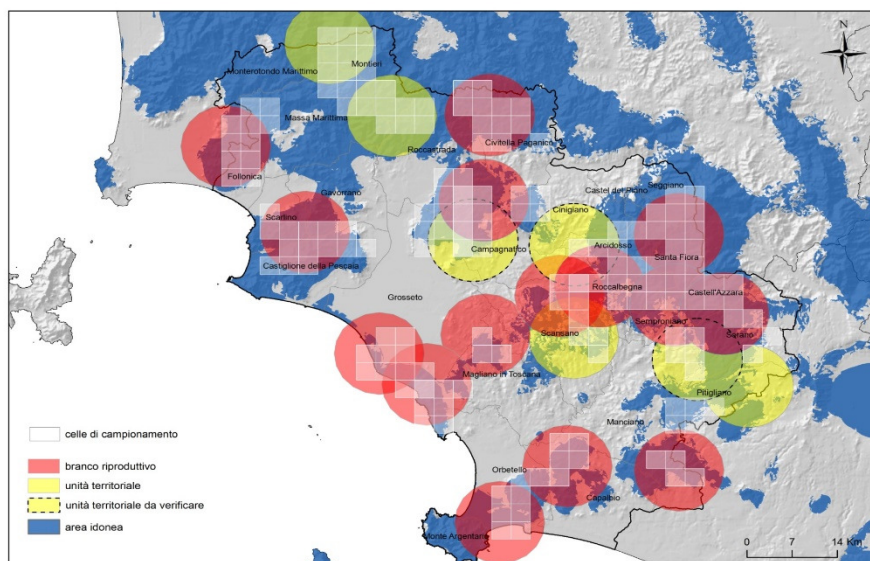 N
Montieri
Monterotondo Marittimo
Massa Marittima
Civitella Paganico
Roccastrada
Follonica
Seggiano
Castel del Piano
Gavorrano
Cinigiano
Scarlino
Arcidosso
Campagnatico
Santa Fiora
Castiglione della Pescaia
Roccalbegna
Castell'Azzara
Grosseto
Semproniano
Sorano
Scansano
Magliano in Toscana
Pitigliano
Manciano
Orbetello
Capalbio
Monte Argentario
celle di campionamento
branco riproduttivo
unità territoriale
unità territoriale da verificare
area idonea
0 7 14 Km